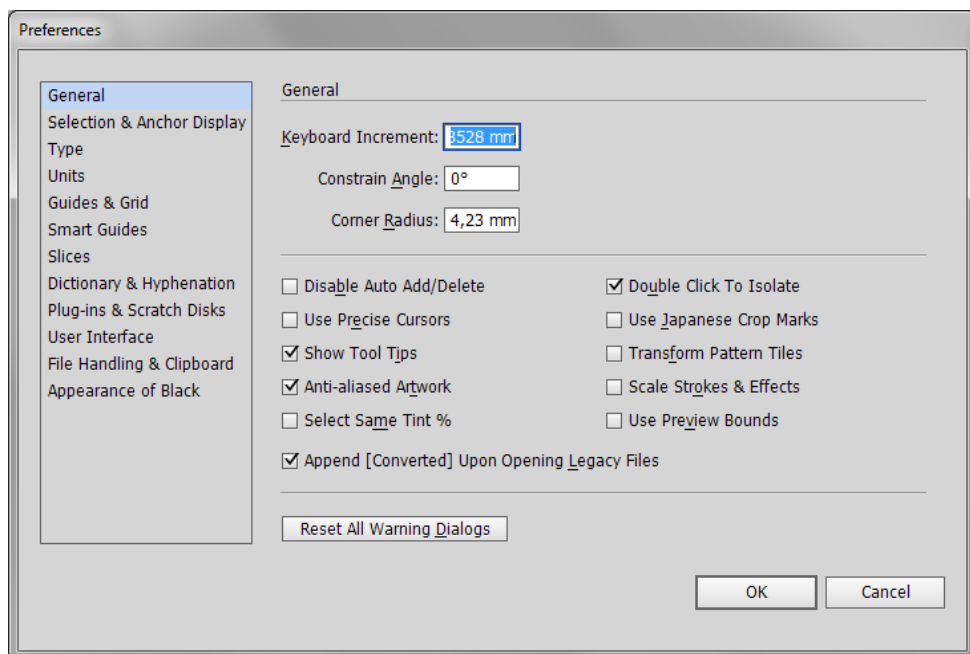 Preferences
General
Selection & Anchor Display
Type
Units
Guides & Grid
Smart Guides
Slices
Dictionary & Hyphenation
Plug-ins & Scratch Disks
User Interface
File Handling & Clipboard
Appearance of Black
General
Keyboard Increment: 3528 mm
Constrain Angle: 0°
Corner Radius: 4,23 mm
Disable Auto Add/Delete
Use Precise Cursors
Show Tool Tips
Anti-aliased Artwork
Select Same Tint %
Double Click To Isolate
Use Japanese Crop Marks
Transform Pattern Tiles
Scale Strokes & Effects
Use Preview Bounds
Append [Converted] Upon Opening Legacy Files
Reset All Warning Dialogs
OK
Cancel